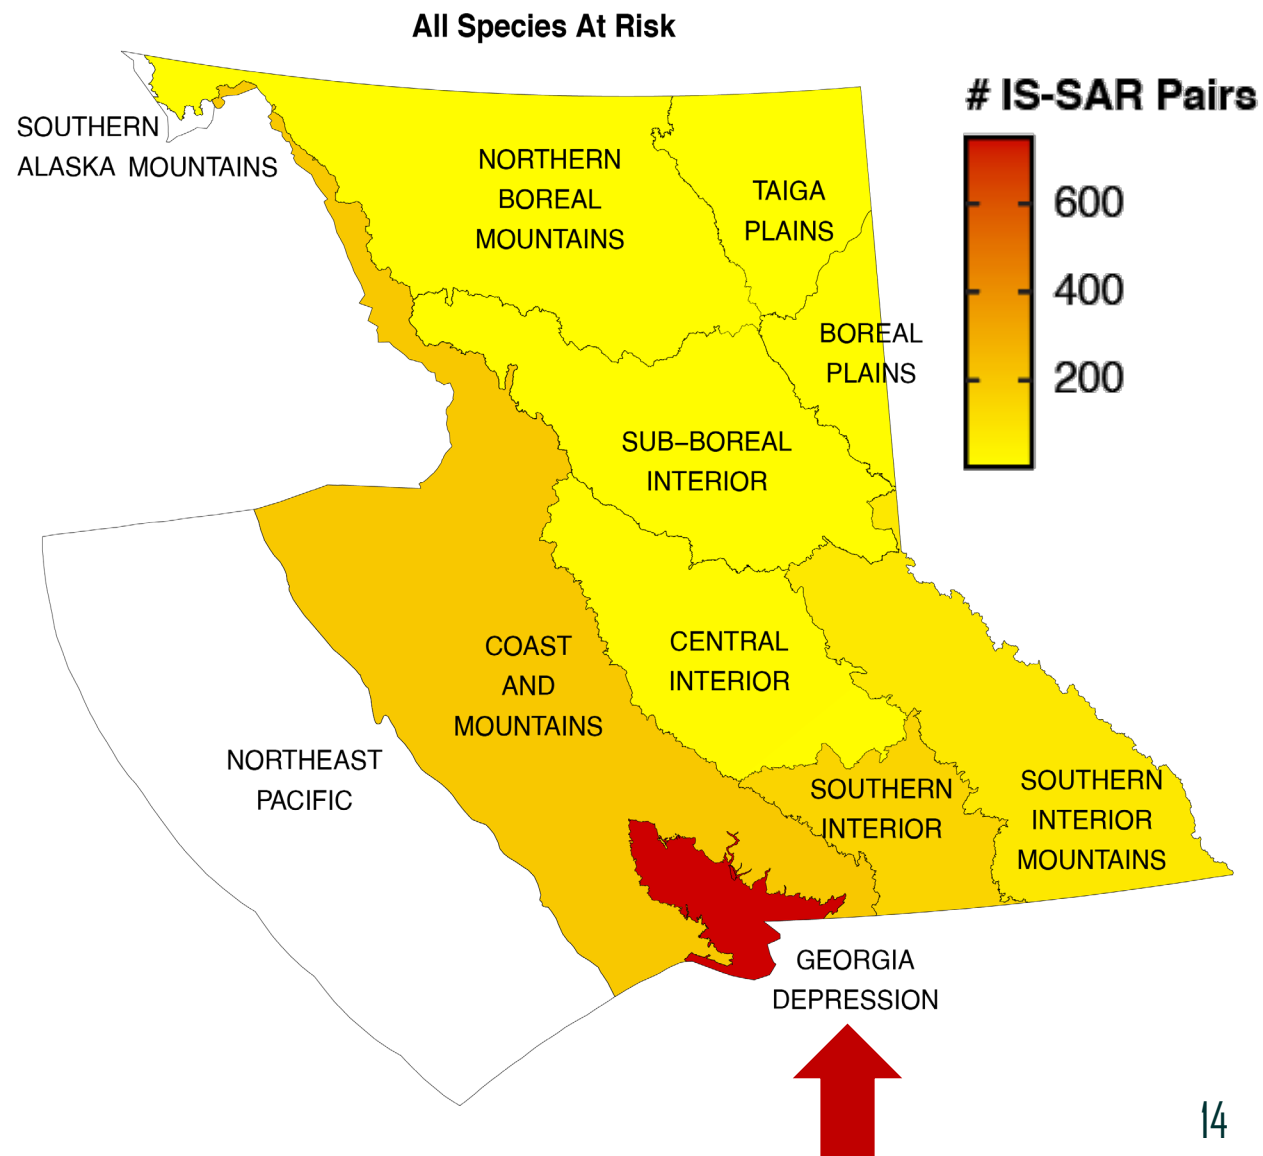 All Species At Risk
# IS-SAR Pairs
600
400
200
SOUTHERN
ALASKA MOUNTAINS
NORTHERN
BOREAL
MOUNTAINS
TAIGA
PLAINS
BOREAL
PLAINS
SUB−BOREAL
INTERIOR
CENTRAL
INTERIOR
COAST
AND
MOUNTAINS
NORTHEAST
PACIFIC
SOUTHERN
INTERIOR
SOUTHERN
INTERIOR
MOUNTAINS
GEORGIA
DEPRESSION
14